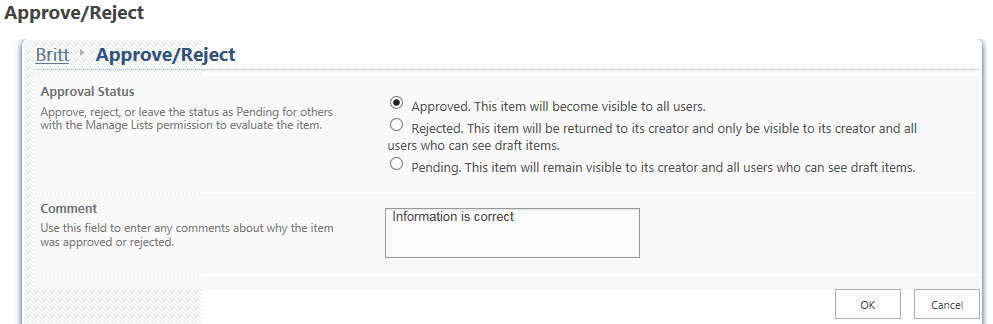 Approve/Reject
Britt Approve/Reject
Approval Status
Approve, reject, or leave the status as Pending for others
with the Manage Lists permission to evaluate the item.
Approved. This item will become visible to all users.
Rejected. This item will be returned to its creator and only be visible to its creator and all
users who can see draft items.
Pending. This item will remain visible to its creator and all users who can see draft items.
Comment
Use this field to enter any comments about why the item
was approved or rejected.
Information is correct
OK Cancel